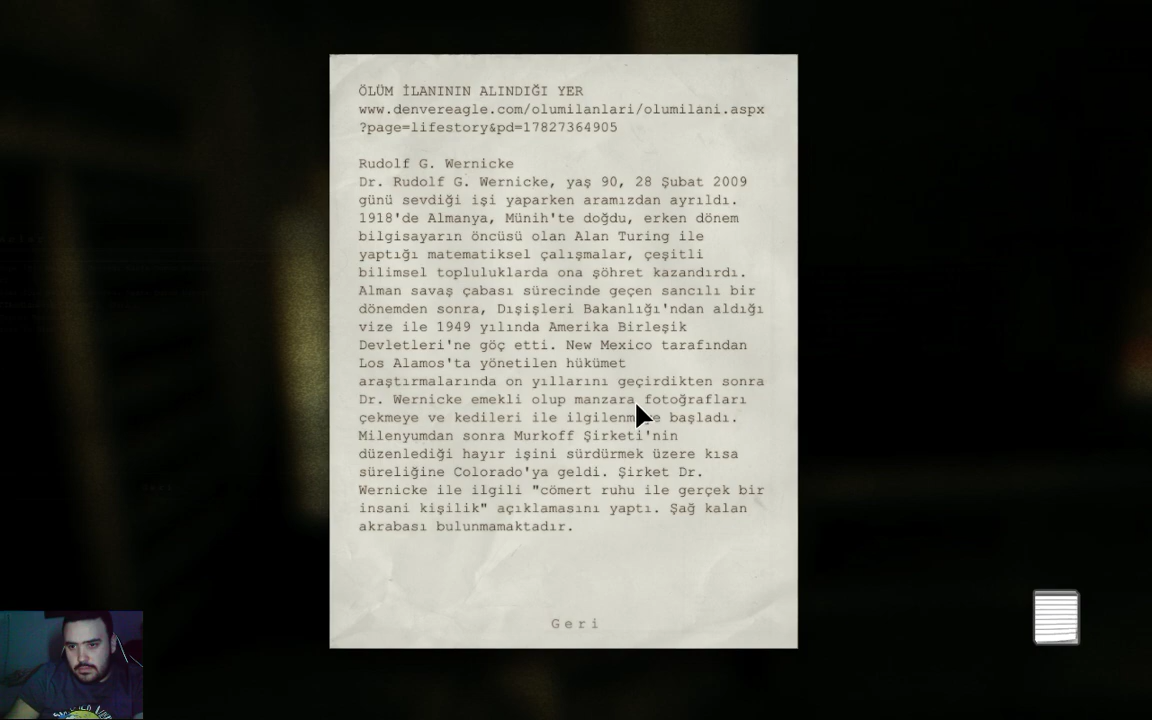 ÖLÜM İLANININ ALINDIĞI YER
www.denvereagle.com/olumilanlari/olumilani.aspx
?page=lifestory&pd=17827364905
Rudolf G. Wernicke
Dr. Rudolf G. Wernicke, yaş 90, 28 Şubat 2009
günü sevdiği işi yaparken aramızdan ayrıldı.
1918'de Almanya, Münih'te doğdu, erken dönem
bilgisayarın öncüsü olan Alan Turing ile
yaptığı matematiksel çalışmalar, çeşitli
bilimsel topluluklarda ona şöhret kazandırdı.
Alman savaş çabası sürecinde geçen sancılı bir
dönemden sonra, Dışişleri Bakanlığı'ndan aldığı
vize ile 1949 yılında Amerika Birleşik
Devletleri'ne göç etti. New Mexico tarafından
Los Alamos'ta yönetilen hükümet
araştırmalarında on yıllarını geçirdikten sonra
Dr. Wernicke emekli olup manzara fotoğrafları
çekmeye ve kedileri ile başladı.
Milenyumdan sonra Murkoff Şirketi'nin
düzenlediği hayır işini sürdürmek üzere kısa
süreliğine Colorado'ya geldi. Şirket Dr.
Wernicke ile ilgili "cömert ruhu ile gerçek bir
insani kişilik" açıklamasını yaptı. Şağ kalan
akrabası bulunmamaktadır.
Geri